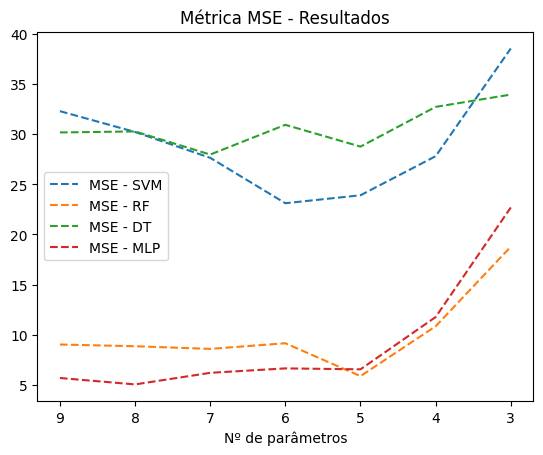 Métrica MSE - Resultados
40
35
30
25
20
15
10
5
MSE - SVM
MSE - RF
MSE - DT
MSE - MLP
9 8 7 6 5 4 3
Nº de parâmetros